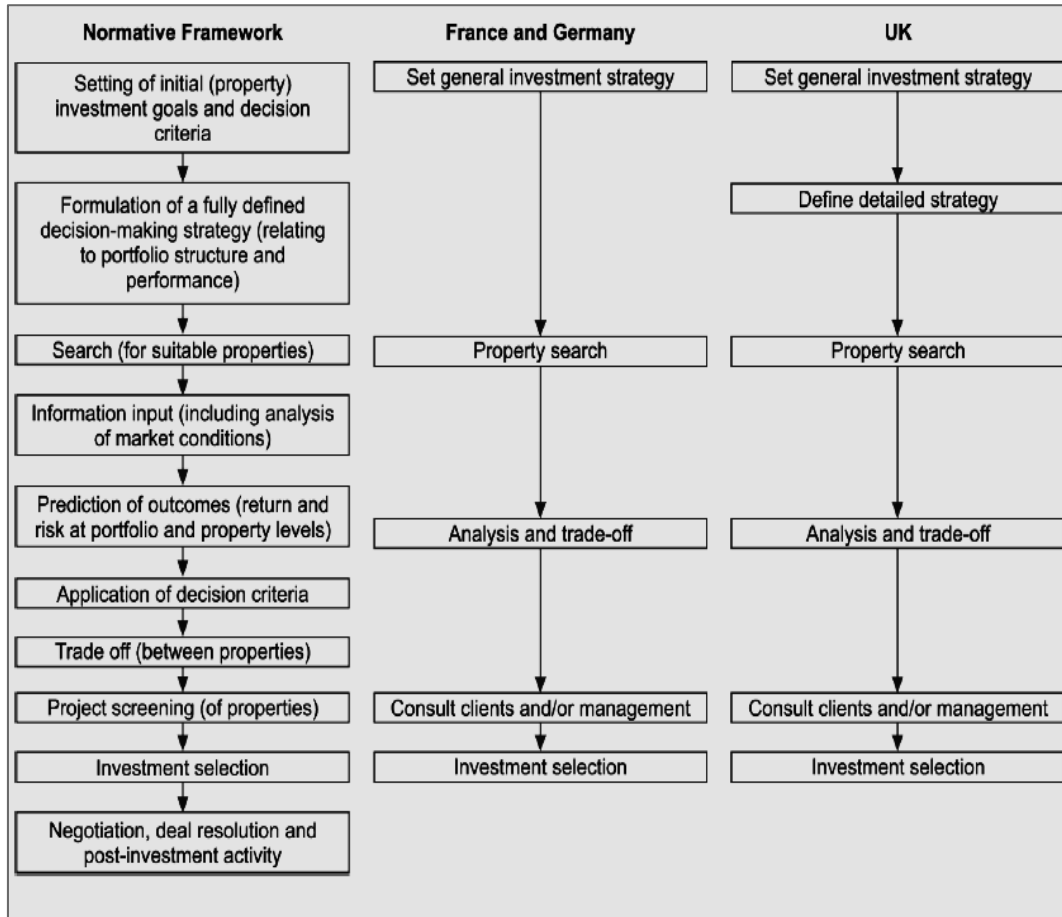 Normative Framework
Setting of initial (property)
investment goals and decision
criteria
Formulation of a fully defined
decision-making strategy (relating
to portfolio structure and
performance)
Search (for suitable properties)
Information input (including analysis
of market conditions)
Prediction of outcomes (return and
risk at portfolio and property levels)
Application of decision criteria
Trade off (between properties)
Project screening (of properties)
Investment selection
Negotiation, deal resolution and
post-investment activity
France and Germany
Set general investment strategy
Property search
Analysis and trade-off
Consult clients and/or management
Investment selection
UK
Set general investment strategy
Define detailed strategy
Property search
Analysis and trade-off
Consult clients and/or management
Investment selection